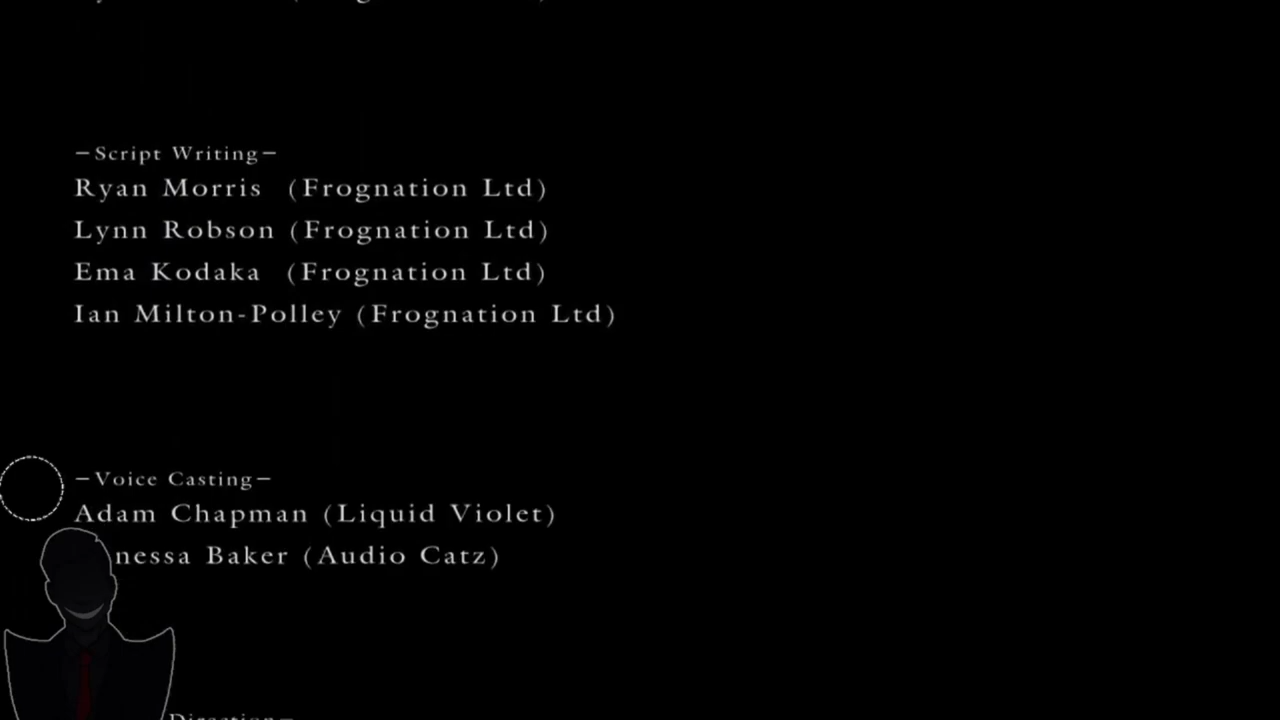 —Script Writing—
Ryan Morris (Frognation Ltd)
Lynn Robson (Frognation Ltd)
Ema Kodaka (Frognation Ltd)
Ian Milton-Polley (Frognation Ltd)
—Voice Casting—
Adam Chapman (Liquid Violet)
nessa Baker (Audio Catz)
Direction—